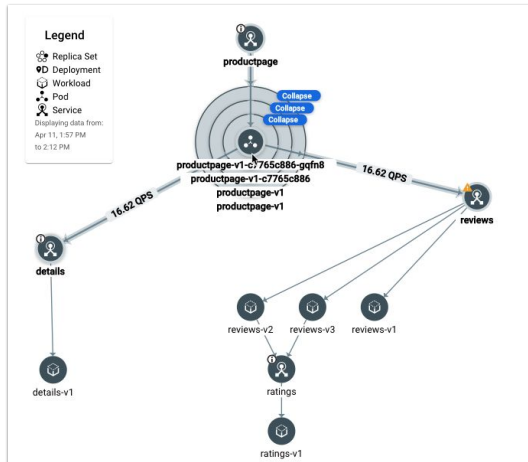 Legend
Replica Set
Deployment
Workload
Pod
Service
Displaying data from:
Apr 11, 1:57 PM
to 2:12 PM
productpage
Collapse
Collapse
Collapse
productpage-v1-c7765c886-gqfn8
productpage-v1-c7765c886
productpage-v1
productpage-v1
16.62 QPS
16.62 QPS
details
reviews
reviews-v2
reviews-v3
reviews-v1
details-v1
ratings
ratings-v1